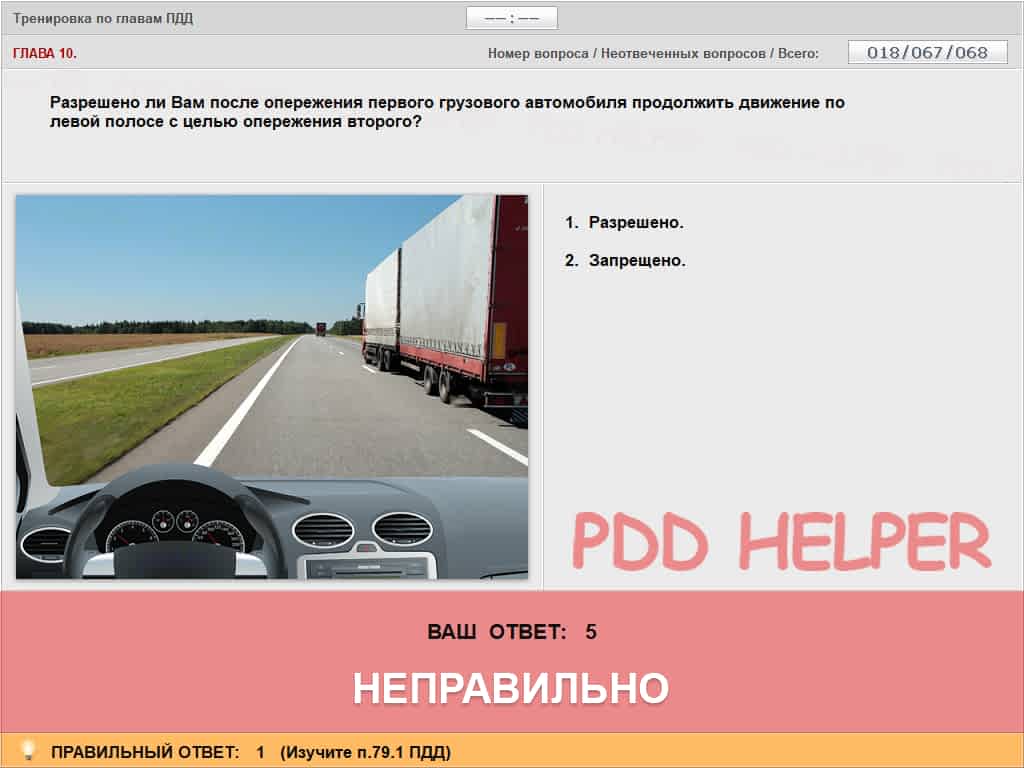 Тренировка по главам ПДД
—— : ——
ГЛАВА 10.
Номер вопроса / Неотвеченных вопросов / Всего:
018/067/068
Разрешено ли Вам после опережения первого грузового автомобиля продолжить движение по
левой полосе с целью опережения второго?
1. Разрешено.
2. Запрещено.
PDD HELPER
ВАШ ОТВЕТ: 5
НЕПРАВИЛЬНО
ПРАВИЛЬНЫЙ ОТВЕТ: 1 (Изучите п.79.1 ПДД)